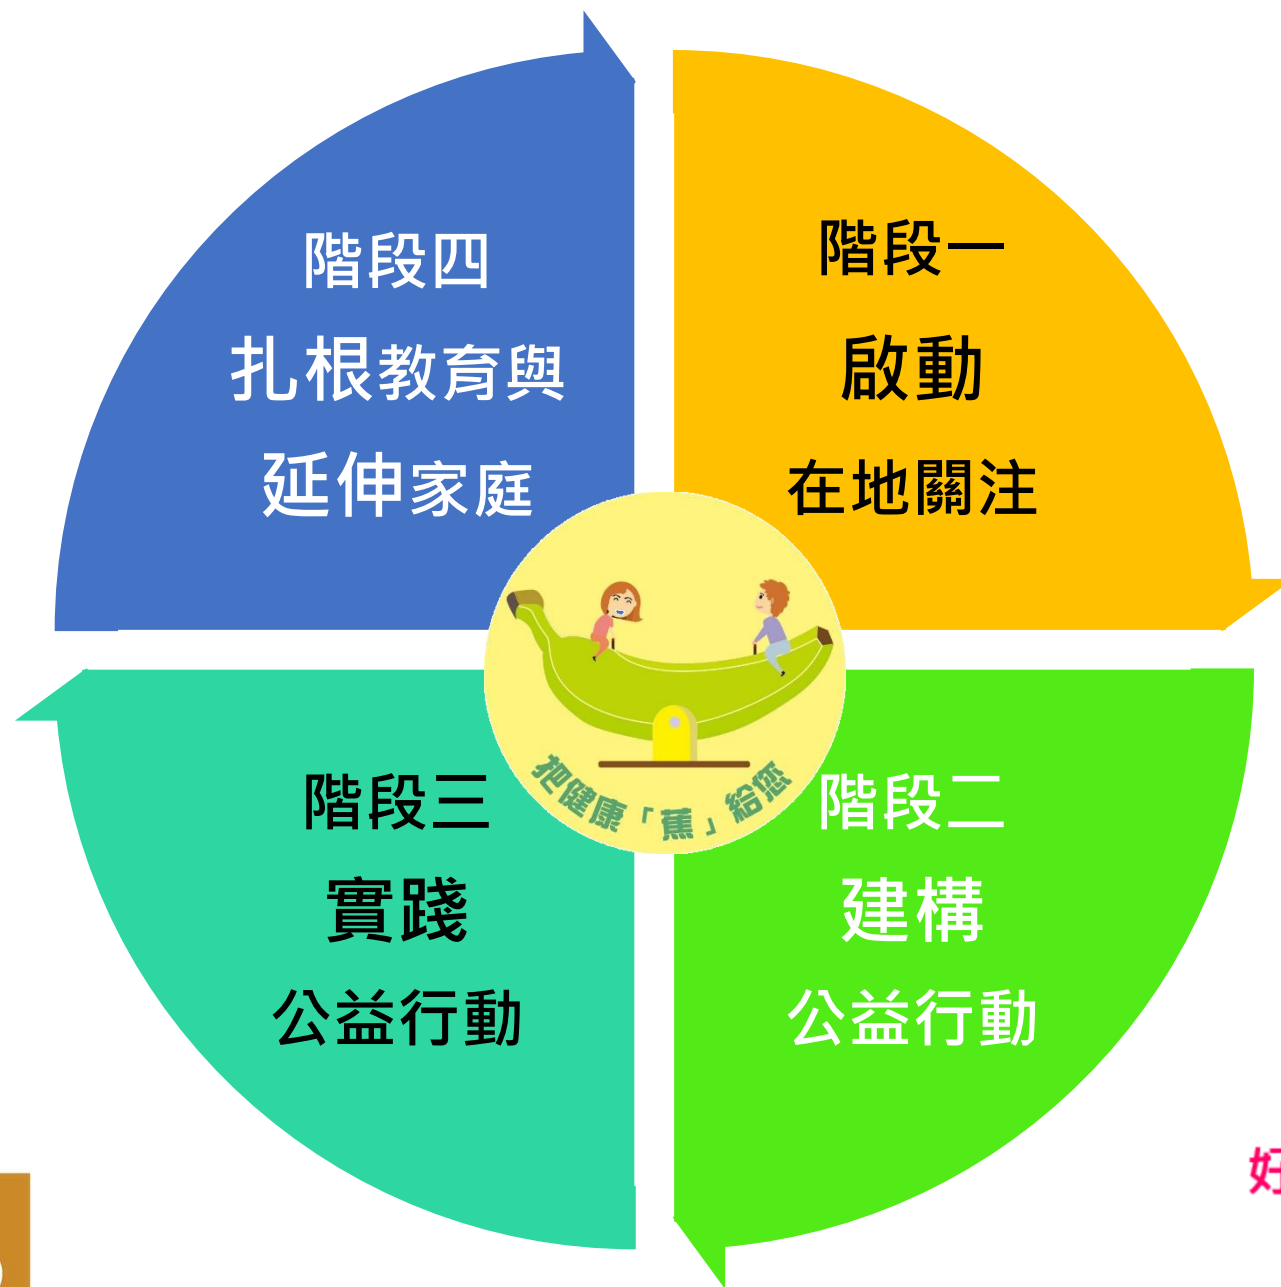 階段一
啟動
在地關注
階段二
建構
公益行動
階段三
實踐
公益行動
階段四
扎根教育與
延伸家庭
把健康「蕉」給您
好